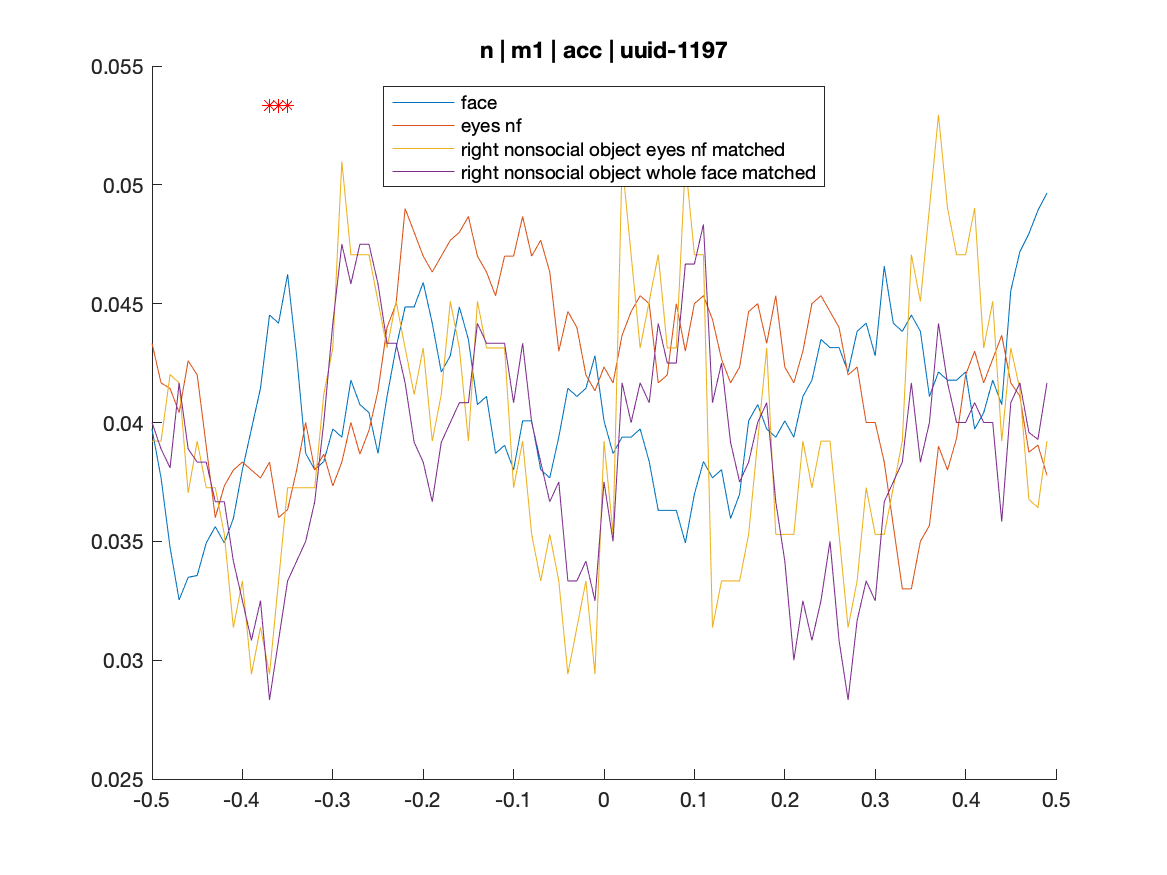 n | m1 | acc | uuid-1197
0.055
face
eyes nf
right nonsocial object eyes nf matched
right nonsocial object whole face matched
0.05
0.045
0.04
0.035
0.03
0.025
-0.5 -0.4 -0.3 -0.2 -0.1 0 0.1 0.2 0.3 0.4 0.5